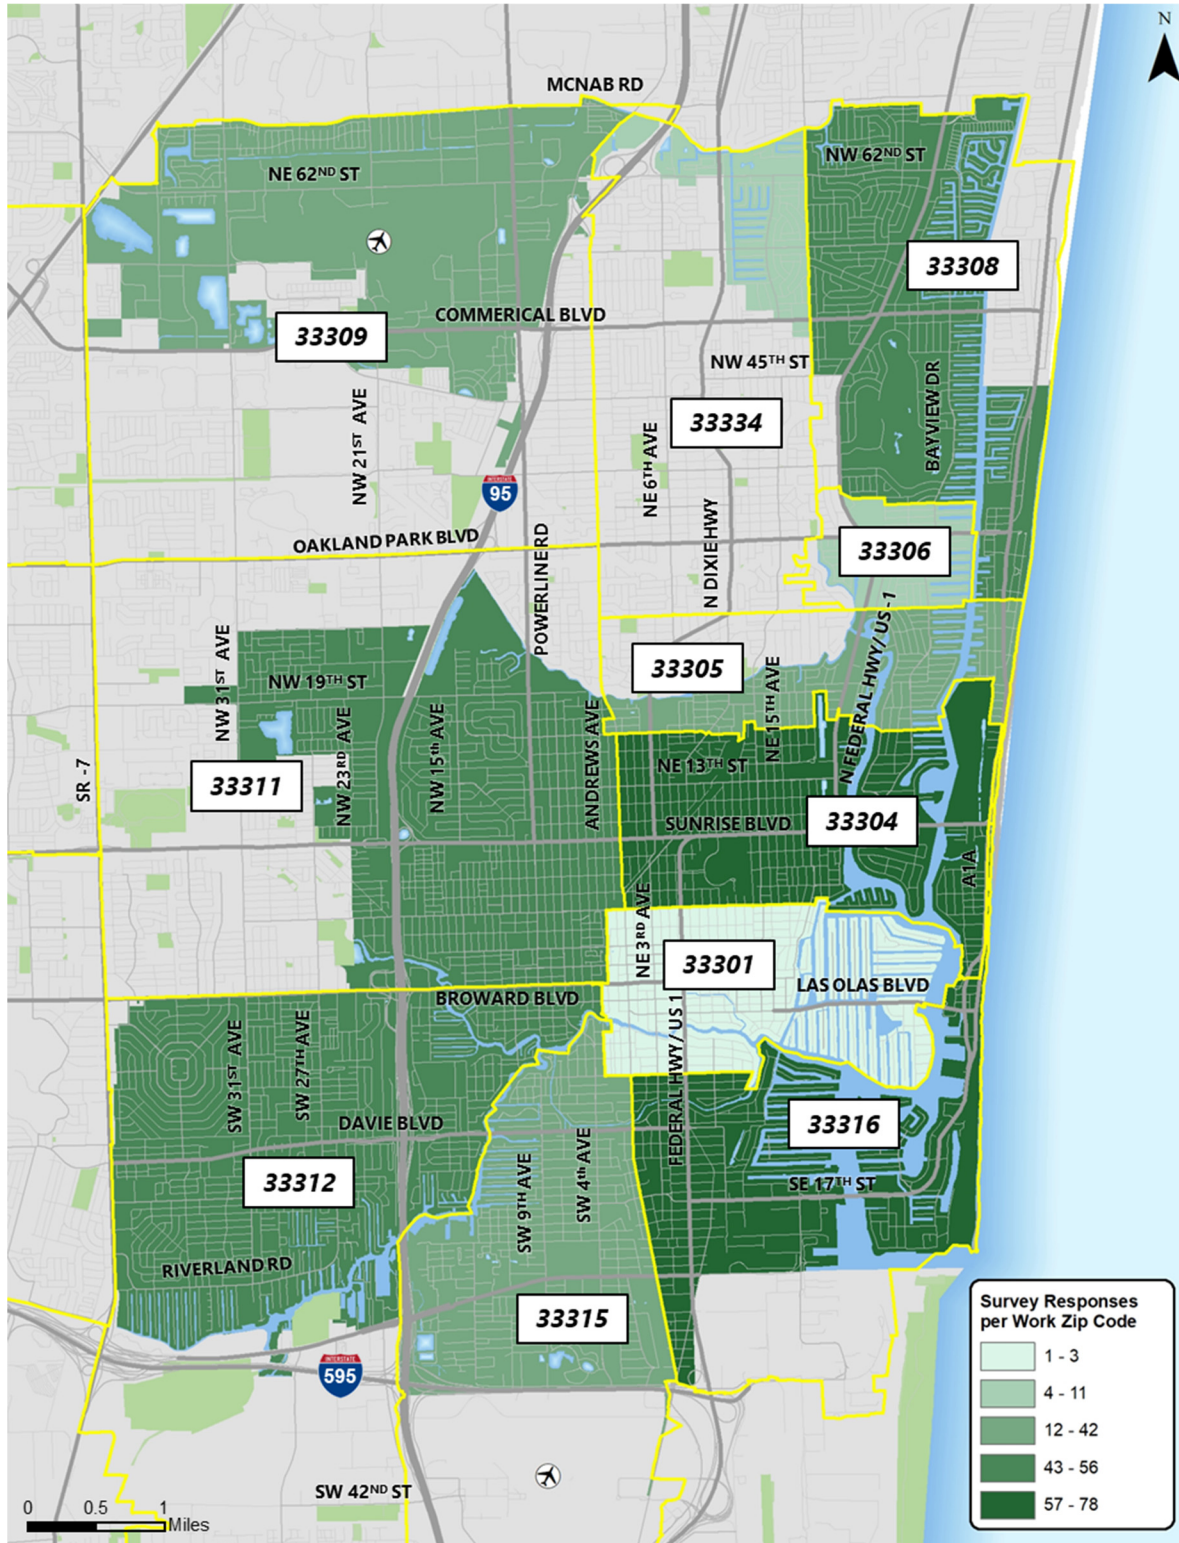 N
MCNAB RD
NE 62ND ST
NW 62ND ST
33308
COMMERICAL BLVD
33309
NW 45TH ST
BAYVIEW DR
NW 21ST AVE
33334
NE 6TH AVE
INTERSTATE
95
N DIXIE HWY
OAKLAND PARK BLVD
POWERLINE RD
33306
N FEDERAL HWY/ US-1
NW 31ST AVE
33305
NW 19TH ST
NE 15TH AVE
NW 23RD AVE
NW 15th AVE
ANDREWS AVE
SR -7
NE 13TH ST
33311
SUNRISE BLVD
33304
A1A
NE 3RD AVE
33301
LAS OLAS BLVD
BROWARD BLVD
FEDERAL HWY/ US 1
SW 31ST AVE
SW 27TH AVE
DAVIE BLVD
33316
SW 9TH AVE
SW 4th AVE
33312
SE 17TH ST
RIVERLAND RD
33315
INTERSTATE
595
Survey Responses
per Work Zip Code
1 - 3
4 - 11
12 - 42
43 - 56
57 - 78
SW 42ND ST
0 0.5 1
Miles